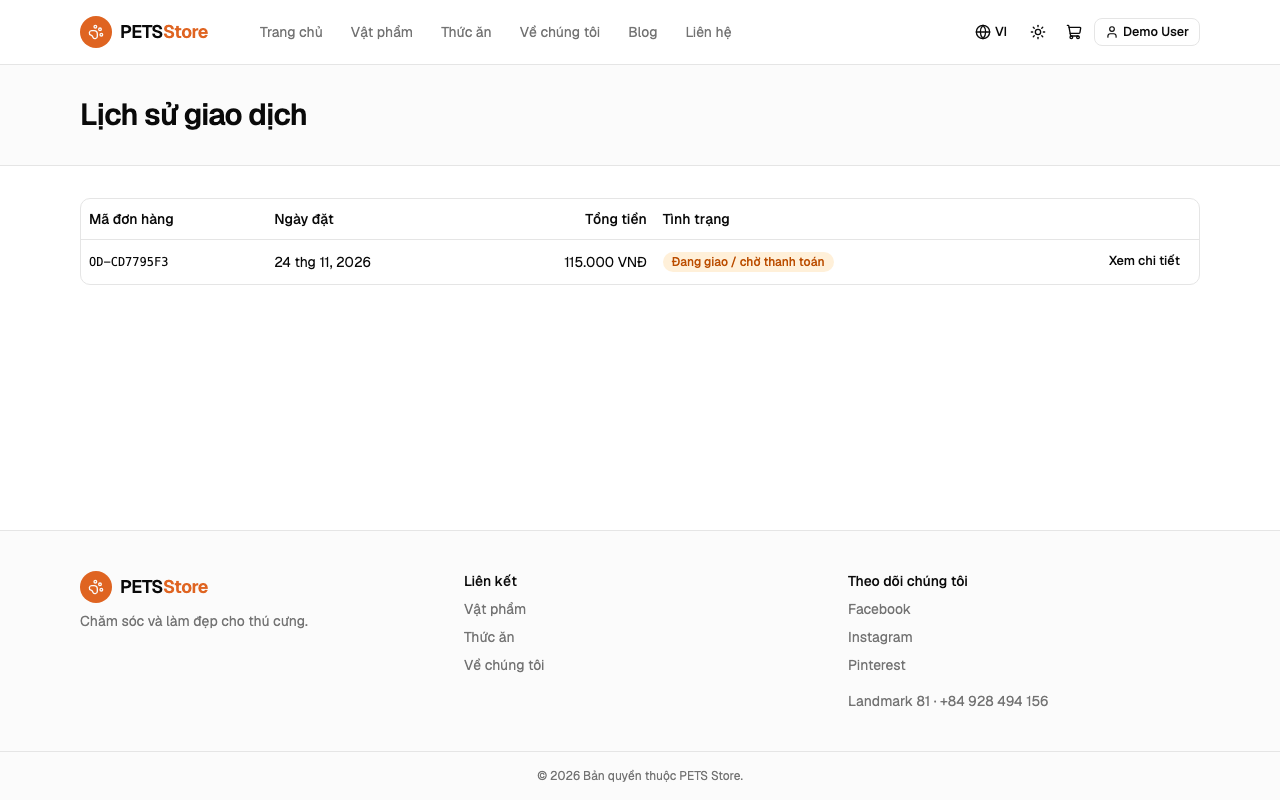 PETSStore Trang chủ Vật phẩm Thức ăn Về chúng tôi Blog Liên hệ VI Demo User
Lịch sử giao dịch
Mã đơn hàng Ngày đặt Tổng tiền Tình trạng
OD-CD7795F3 24 thg 11, 2026 115.000 VNĐ Đang giao / chờ thanh toán Xem chi tiết
PETSStore
Chăm sóc và làm đẹp cho thú cưng.
Liên kết
Vật phẩm
Thức ăn
Về chúng tôi
Theo dõi chúng tôi
Facebook
Instagram
Pinterest
Landmark 81 · +84 928 494 156
© 2026 Bản quyền thuộc PETS Store.